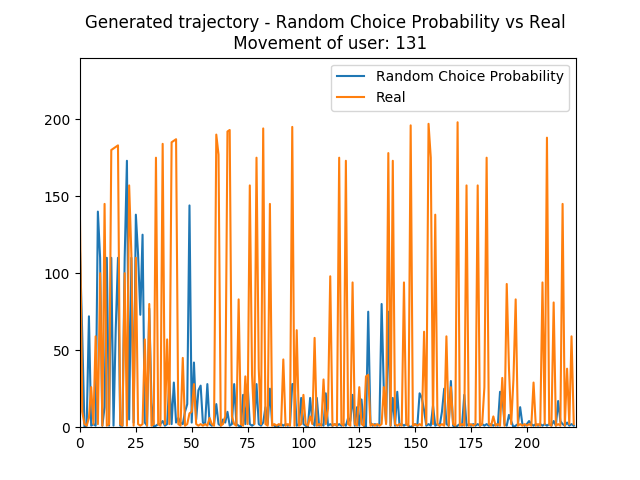 Generated trajectory - Random Choice Probability vs Real
Movement of user: 131
Random Choice Probability
Real
200
150
100
50
0
0 25 50 75 100 125 150 175 200